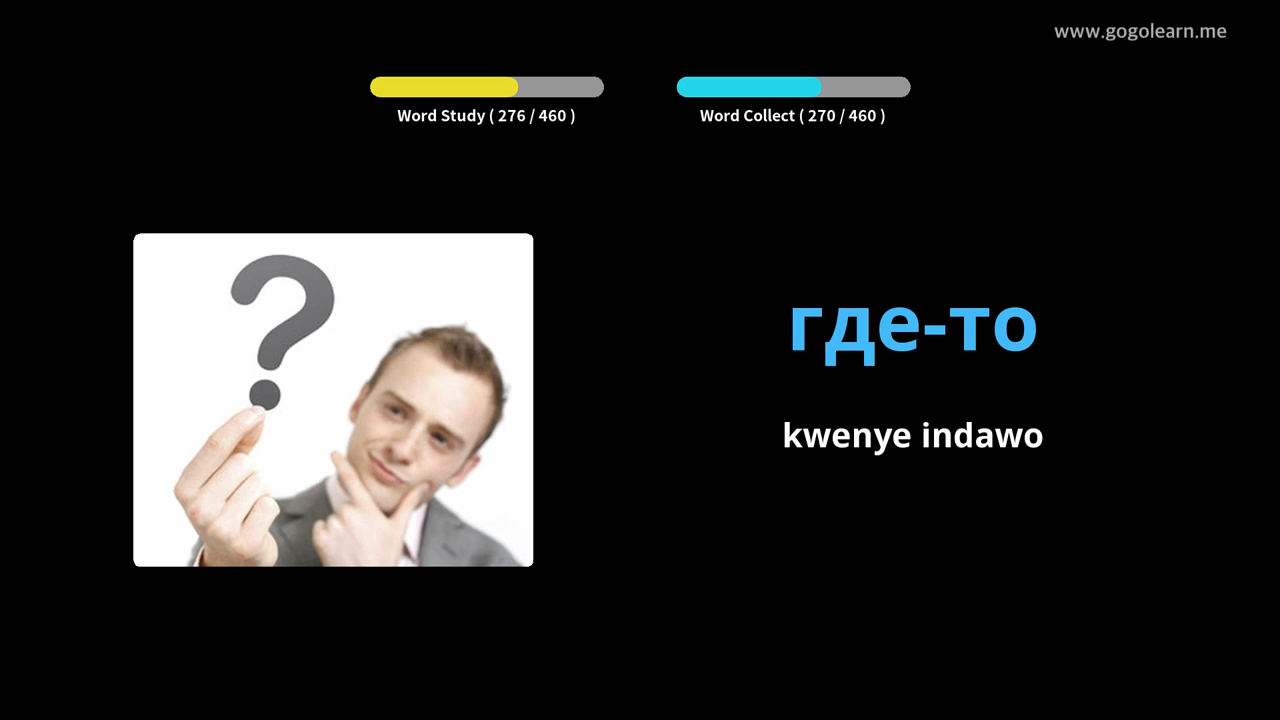 www.gogolearn.me
Word Study ( 276 / 460 )
Word Collect ( 270 / 460 )
где-то
kwenye indawo